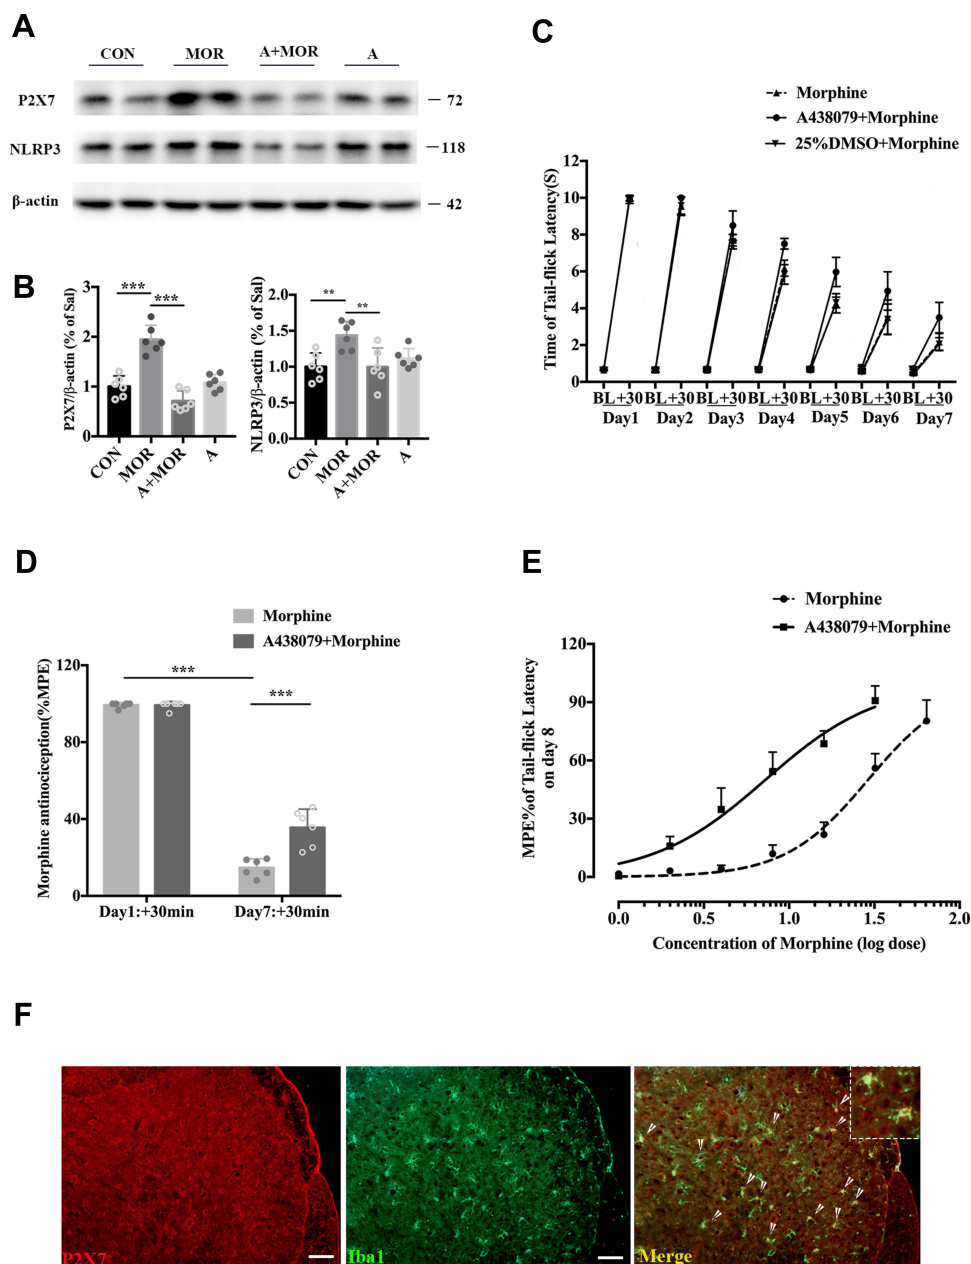 A
CON MOR A+MOR A
P2X7 72
NLRP3 118
β-actin 42
B
P2X7/β-actin (% of Sal)
3
2
1
0
*** ***
CON MOR A+MOR A
NLRP3/β-actin (% of Sal)
2.0
1.5
1.0
0.5
0.0
** **
CON MOR A+MOR A
C
Morphine
A438079+Morphine
25%DMSO+Morphine
Time of Tail-flick Latency(S)
12
10
8
6
4
2
0
BL+30 BL+30 BL+30 BL+30 BL+30 BL+30 BL+30
Day1 Day2 Day3 Day4 Day5 Day6 Day7
D
Morphine
A438079+Morphine
Morphine antinociception(%MPE)
120
80
40
0
***
***
Day1:+30min Day7:+30min
E
Morphine
A438079+Morphine
MPE%of Tail-flick Latency
on day 8
120
90
60
30
0
0.0 0.5 1.0 1.5 2.0
Concentration of Morphine (log dose)
F
P2X7 Iba1 Merge